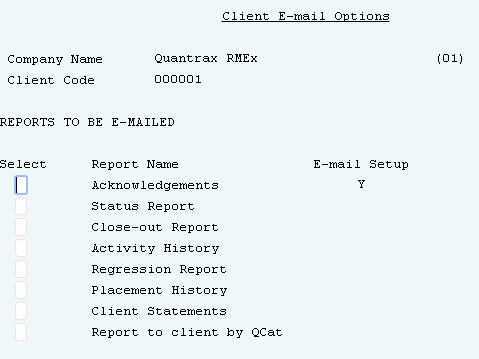 Client E-mail Options
Company Name Quantrax RMEx (01)
Client Code 000001
REPORTS TO BE E-MAILED
Select Report Name E-mail Setup
Acknowledgements Y
Status Report
Close-out Report
Activity History
Regression Report
Placement History
Client Statements
Report to client by QCat